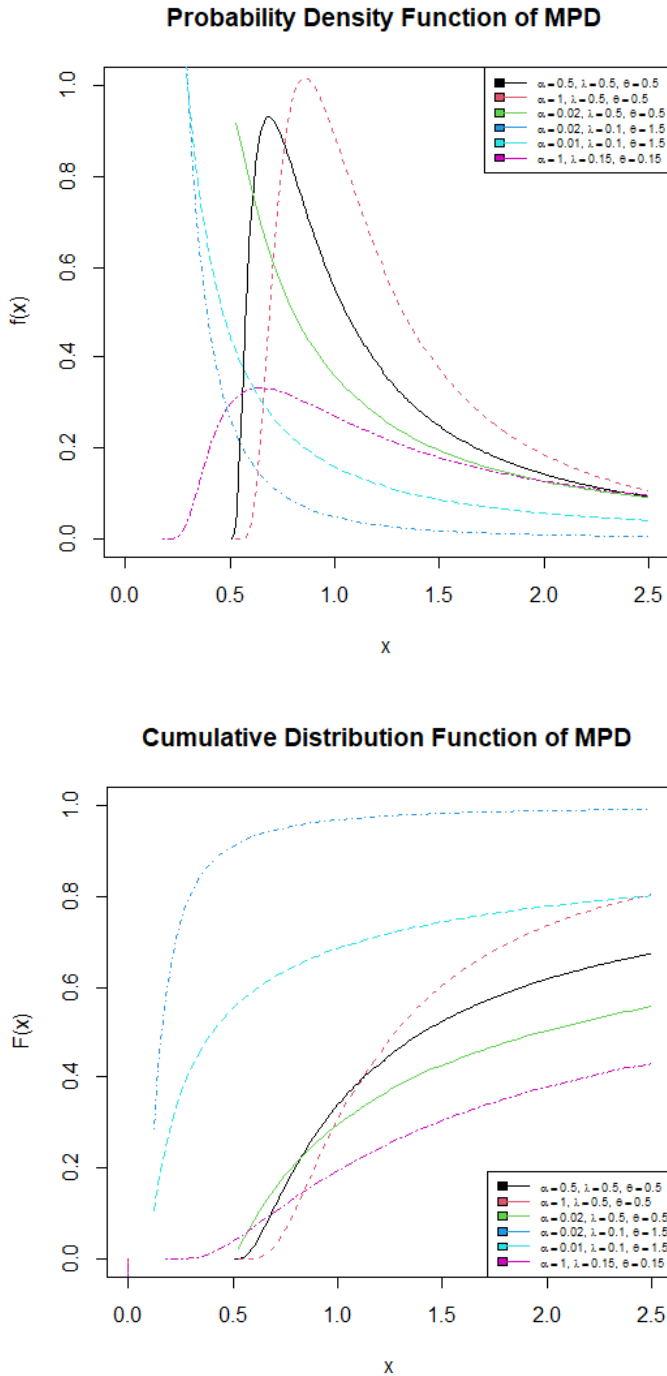 Probability Density Function of MPD
f(x)
0.0 0.2 0.4 0.6 0.8 1.0
α = 0.5, λ = 0.5, θ = 0.5
α = 1, λ = 0.5, θ = 0.5
α = 0.02, λ = 0.5, θ = 0.5
α = 0.02, λ = 0.1, θ = 1.5
α = 0.01, λ = 0.1, θ = 1.5
α = 1, λ = 0.15, θ = 0.15
0.0 0.5 1.0 1.5 2.0 2.5
x
Cumulative Distribution Function of MPD
F(x)
0.0 0.2 0.4 0.6 0.8 1.0
α = 0.5, λ = 0.5, θ = 0.5
α = 1, λ = 0.5, θ = 0.5
α = 0.02, λ = 0.5, θ = 0.5
α = 0.02, λ = 0.1, θ = 1.5
α = 0.01, λ = 0.1, θ = 1.5
α = 1, λ = 0.15, θ = 0.15
0.0 0.5 1.0 1.5 2.0 2.5
x